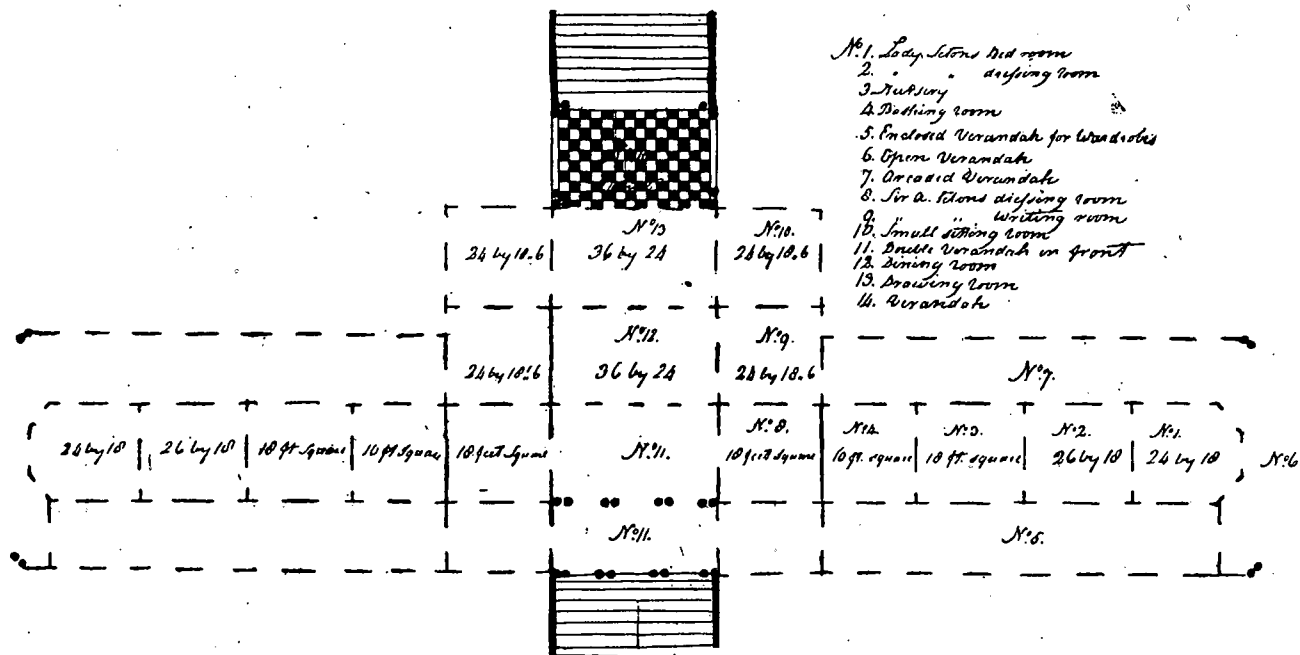 No. 1. Lady Setons Bed room
2. " " dressing room
3. Nursery
4. Bathing room
5. Enclosed Verandah for Wardrobes
6. Open Verandah
7. Arcaded Verandah
8. Sir A. Setons dressing room
9. " " Writing room
10. Small sitting room
11. Double Verandah in front
12. Dining room
13. Drawing room
14. Verandah
No. 13 No. 10.
24 by 18.6 36 by 24 24 by 18.6
No. 12. No. 9.
24 by 18.6 36 by 24 24 by 18.6
No. 7.
No. 8. No. 4. No. 3. No. 2. No. 1.
24 by 18 26 by 18 18 ft square 10 ft square 18 feet square No. 11. 18 feet square 10 ft. square 18 ft. square 26 by 18 24 by 18 No. 6
No. 11. No. 5.